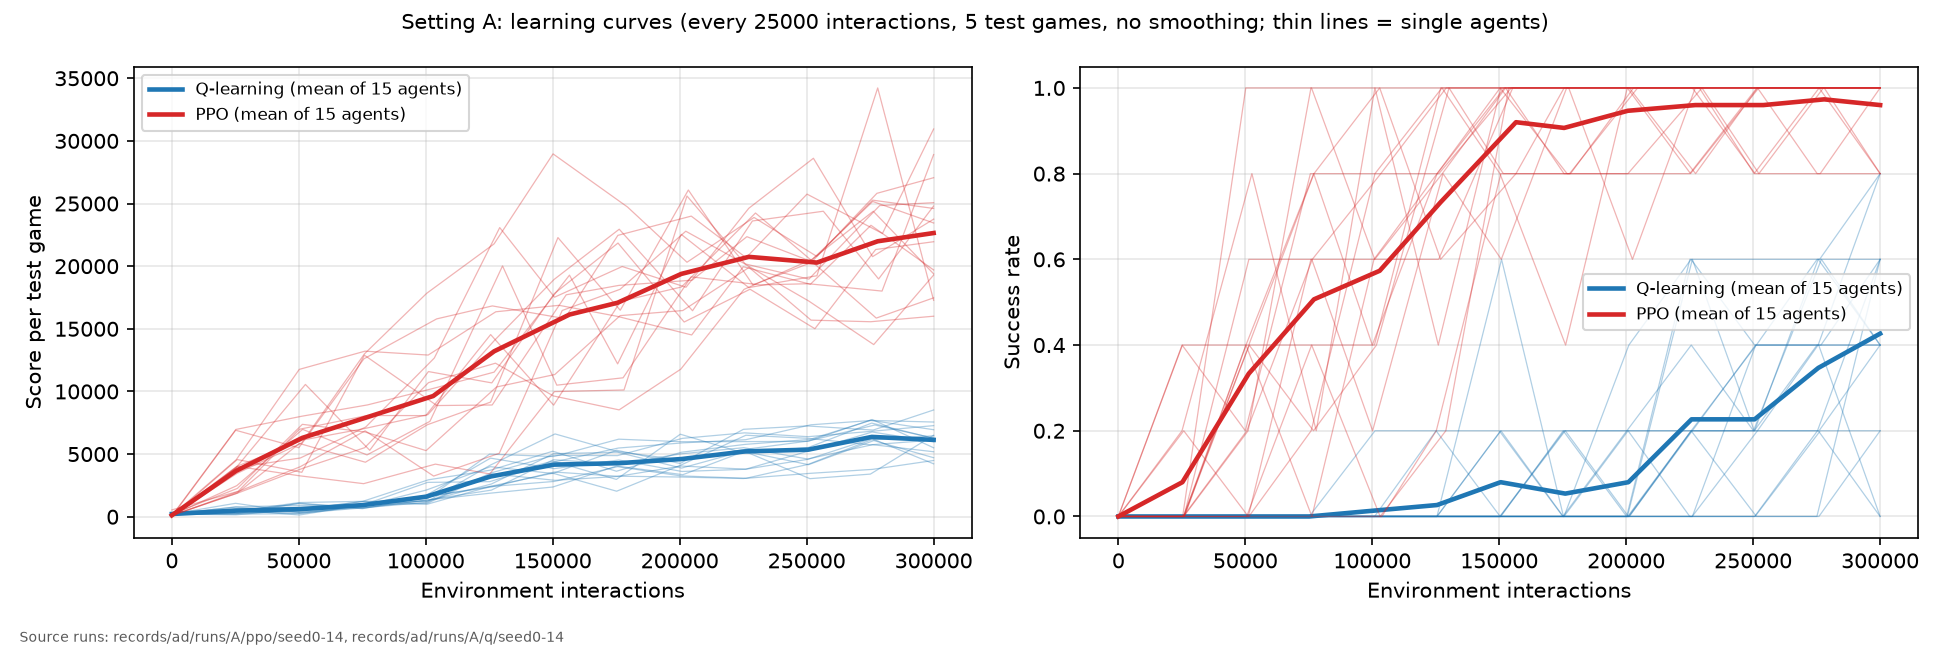 Setting A: learning curves (every 25000 interactions, 5 test games, no smoothing; thin lines = single agents)
Score per test game
35000
30000
25000
20000
15000
10000
5000
0
Q-learning (mean of 15 agents)
PPO (mean of 15 agents)
0 50000 100000 150000 200000 250000 300000
Environment interactions
Success rate
1.0
0.8
0.6
0.4
0.2
0.0
Q-learning (mean of 15 agents)
PPO (mean of 15 agents)
0 50000 100000 150000 200000 250000 300000
Environment interactions
Source runs: records/ad/runs/A/ppo/seed0-14, records/ad/runs/A/q/seed0-14